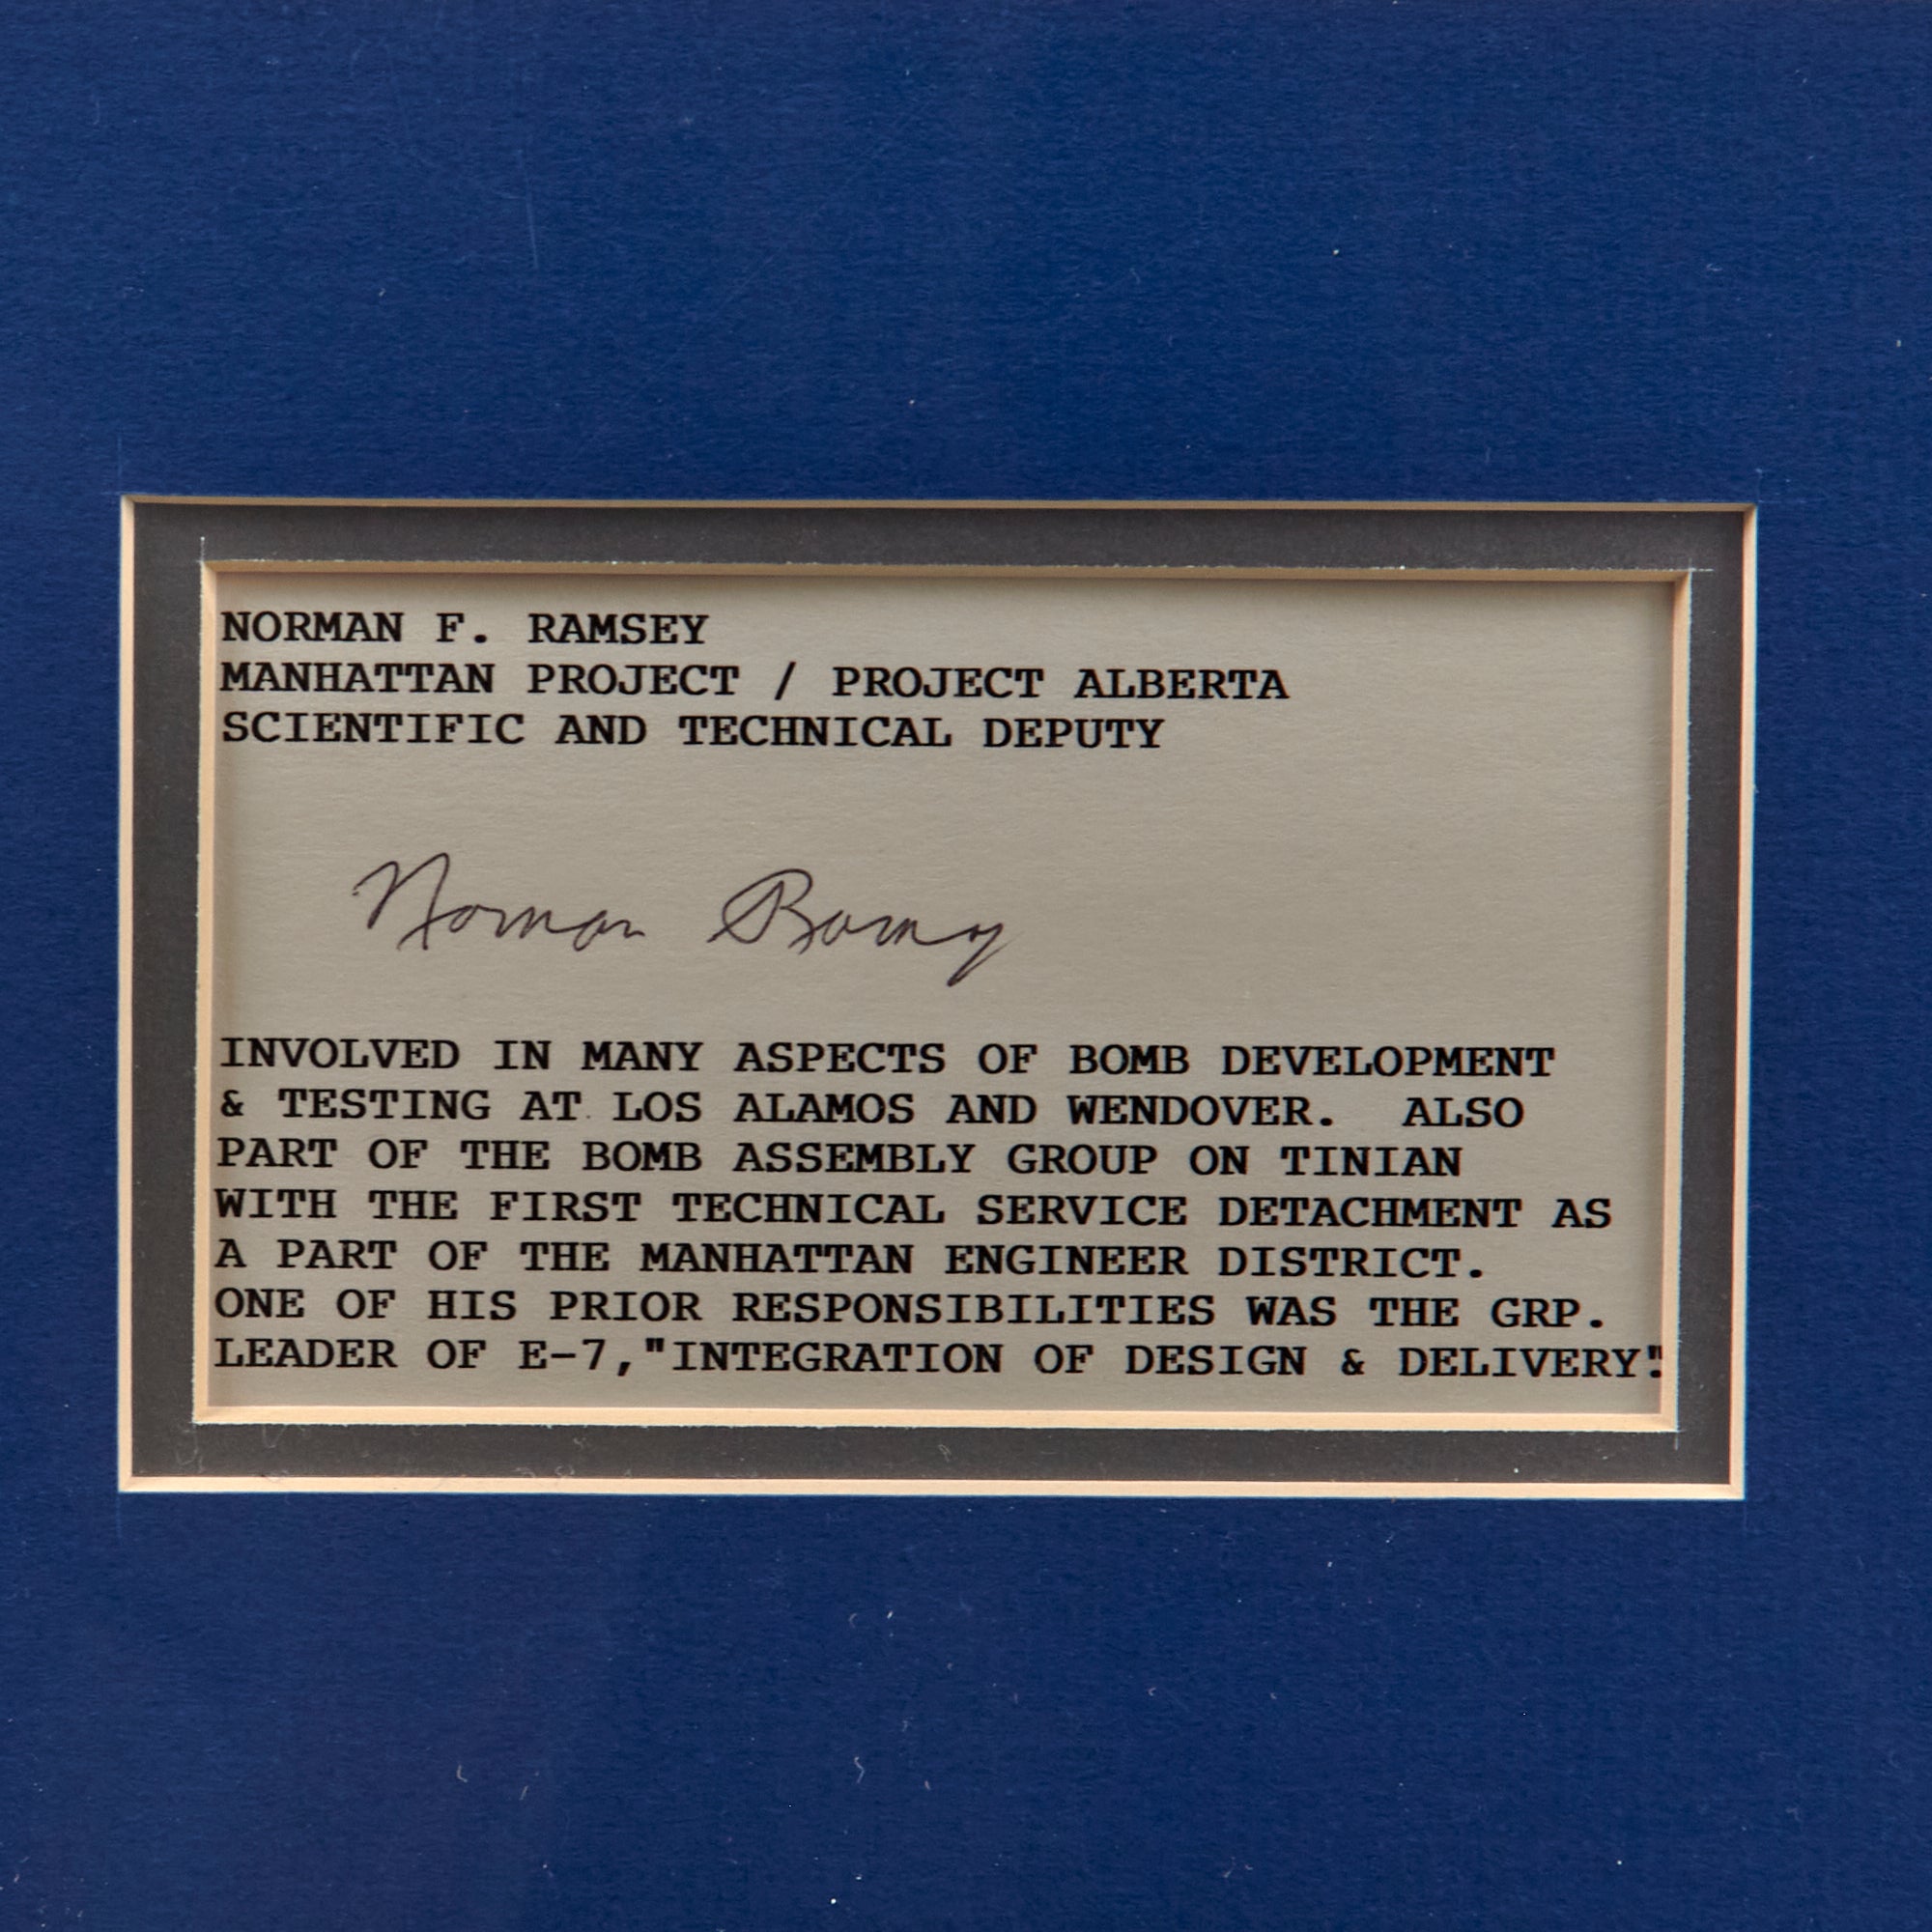 NORMAN F. RAMSEY
MANHATTAN PROJECT / PROJECT ALBERTA
SCIENTIFIC AND TECHNICAL DEPUTY
Norman Ramsey
INVOLVED IN MANY ASPECTS OF BOMB DEVELOPMENT
& TESTING AT LOS ALAMOS AND WENDOVER.  ALSO
PART OF THE BOMB ASSEMBLY GROUP ON TINIAN
WITH THE FIRST TECHNICAL SERVICE DETACHMENT AS
A PART OF THE MANHATTAN ENGINEER DISTRICT.
ONE OF HIS PRIOR RESPONSIBILITIES WAS THE GRP.
LEADER OF E-7,"INTEGRATION OF DESIGN & DELIVERY".